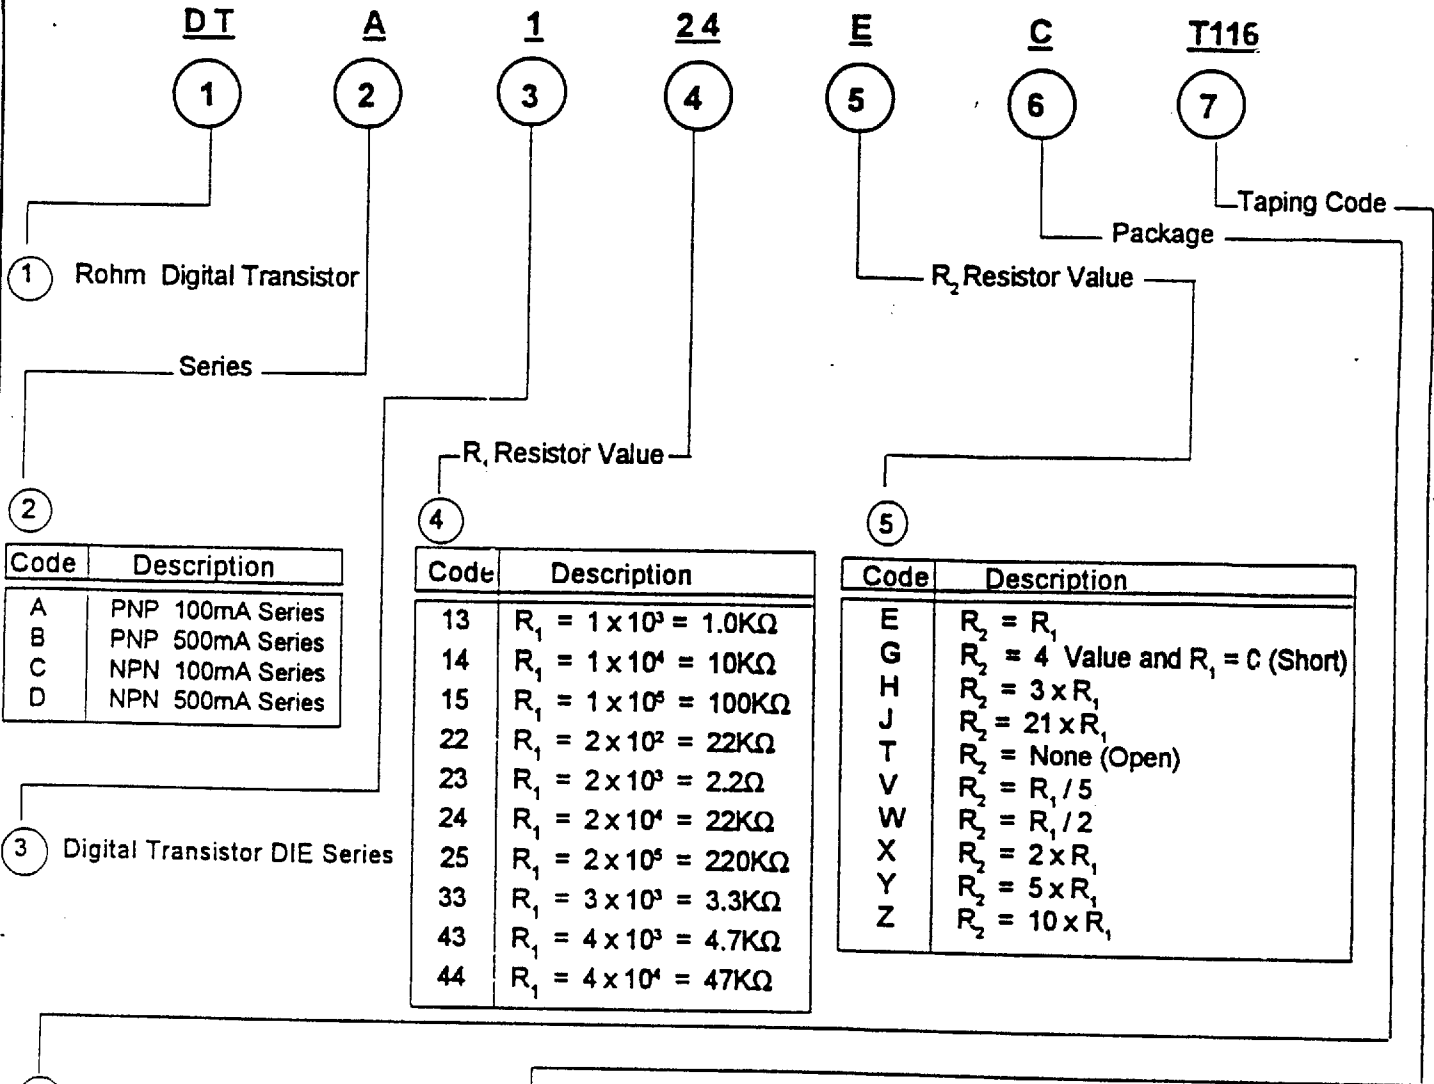 DT A 1 24 E C T116
1 2 3 4 5 6 7
Taping Code
Package
1 Rohm Digital Transistor
R₂ Resistor Value
Series
R₁ Resistor Value
2
4
5
Code Description
A PNP 100mA Series
B PNP 500mA Series
C NPN 100mA Series
D NPN 500mA Series
Code Description
13 R₁ = 1 x 10³ = 1.0KΩ
14 R₁ = 1 x 10⁴ = 10KΩ
15 R₁ = 1 x 10⁵ = 100KΩ
22 R₁ = 2 x 10² = 22KΩ
23 R₁ = 2 x 10³ = 2.2Ω
24 R₁ = 2 x 10⁴ = 22KΩ
25 R₁ = 2 x 10⁵ = 220KΩ
33 R₁ = 3 x 10³ = 3.3KΩ
43 R₁ = 4 x 10³ = 4.7KΩ
44 R₁ = 4 x 10⁴ = 47KΩ
Code Description
E R₂ = R₁
G R₂ = 4 Value and R₁ = C (Short)
H R₂ = 3 x R₁
J R₂ = 21 x R₁
T R₂ = None (Open)
V R₂ = R₁ / 5
W R₂ = R₁ / 2
X R₂ = 2 x R₁
Y R₂ = 5 x R₁
Z R₂ = 10 x R₁
3 Digital Transistor DIE Series